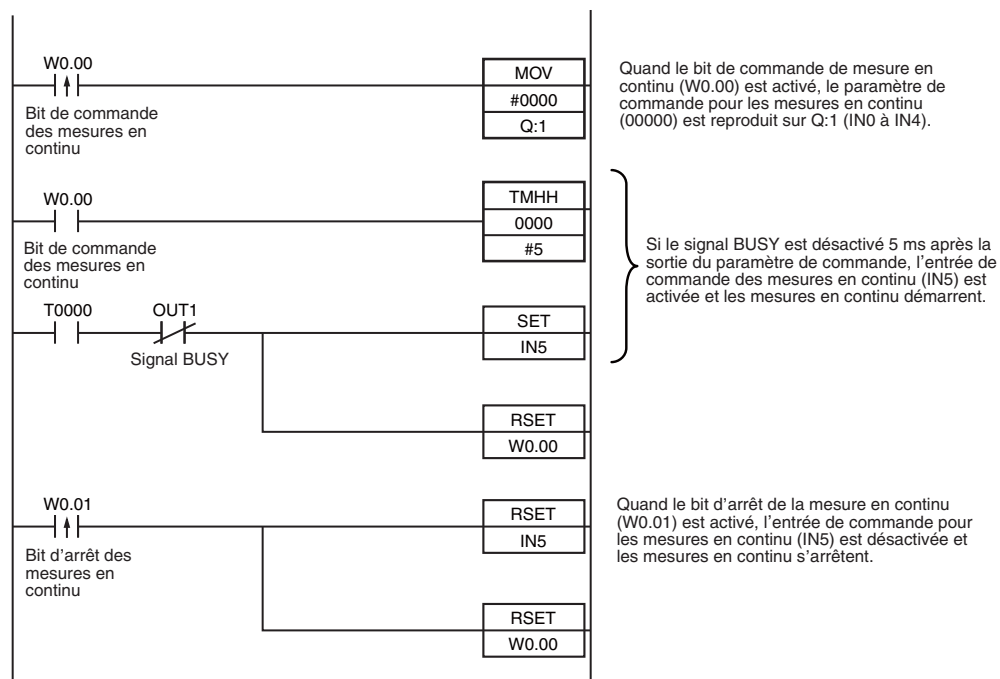 W0.00
Bit de commande
des mesures en
continu
MOV
#0000
Q:1
Quand le bit de commande de mesure en
continu (W0.00) est activé, le paramètre de
commande pour les mesures en continu
(00000) est reproduit sur Q:1 (IN0 à IN4).
W0.00
Bit de commande
des mesures en
continu
TMHH
0000
#5
Si le signal BUSY est désactivé 5 ms après la
sortie du paramètre de commande, l'entrée de
commande des mesures en continu (IN5) est
activée et les mesures en continu démarrent.
T0000
OUT1
Signal BUSY
SET
IN5
RSET
W0.00
W0.01
Bit d'arrêt des
mesures en
continu
RSET
IN5
Quand le bit d'arrêt de la mesure en continu
(W0.01) est activé, l'entrée de commande pour
les mesures en continu (IN5) est désactivée et
les mesures en continu s'arrêtent.
RSET
W0.00